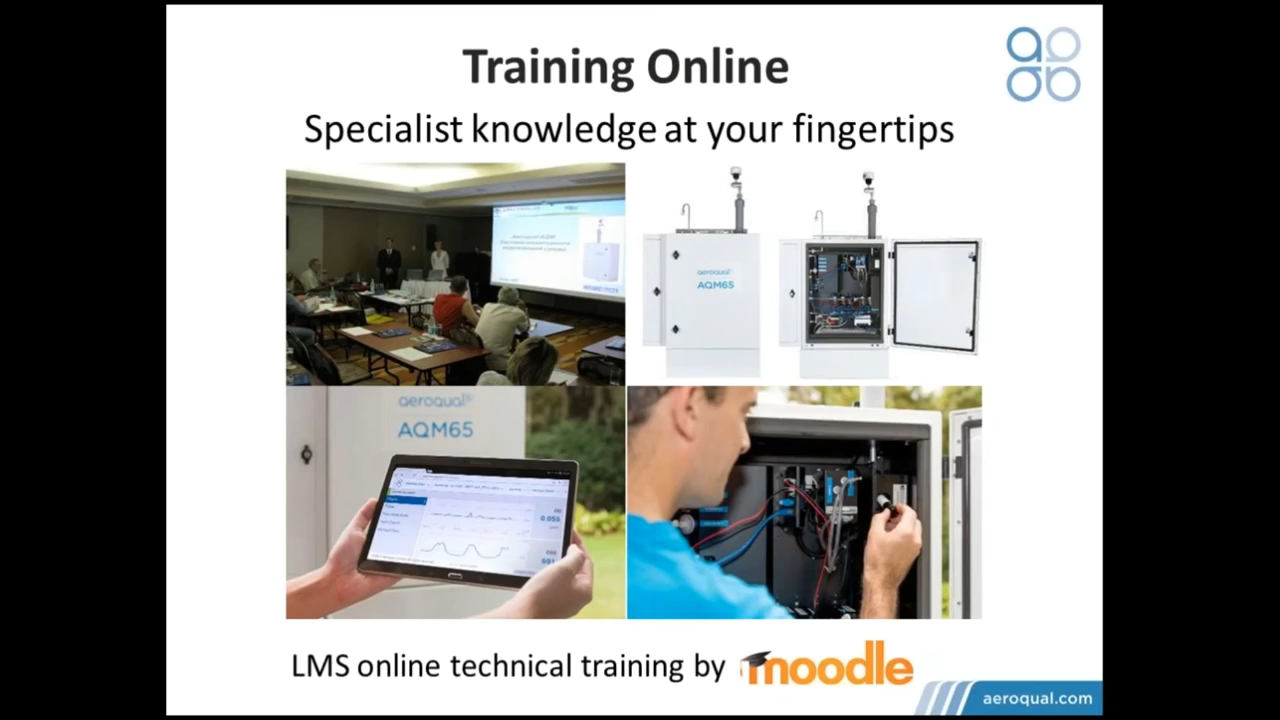 Training Online
Specialist knowledge at your fingertips
aeroqual
AQM65
aeroqual
AQM65
LMS online technical training by moodle
aeroqual.com